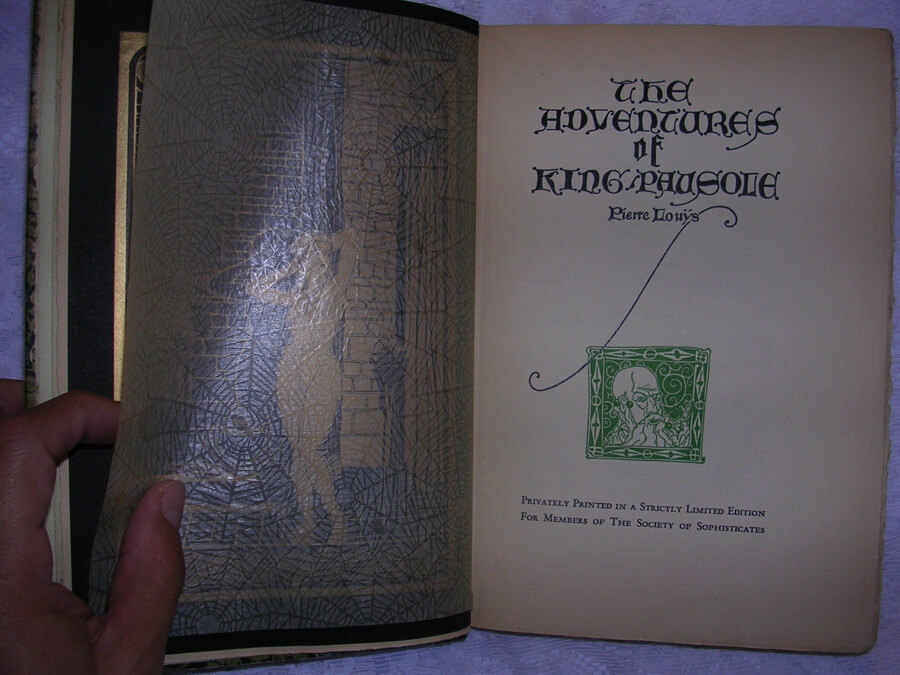 The
Adventures
of
King Pausole
Pierre Louÿs
Privately Printed in a Strictly Limited Edition
For Members of The Society of Sophisticates